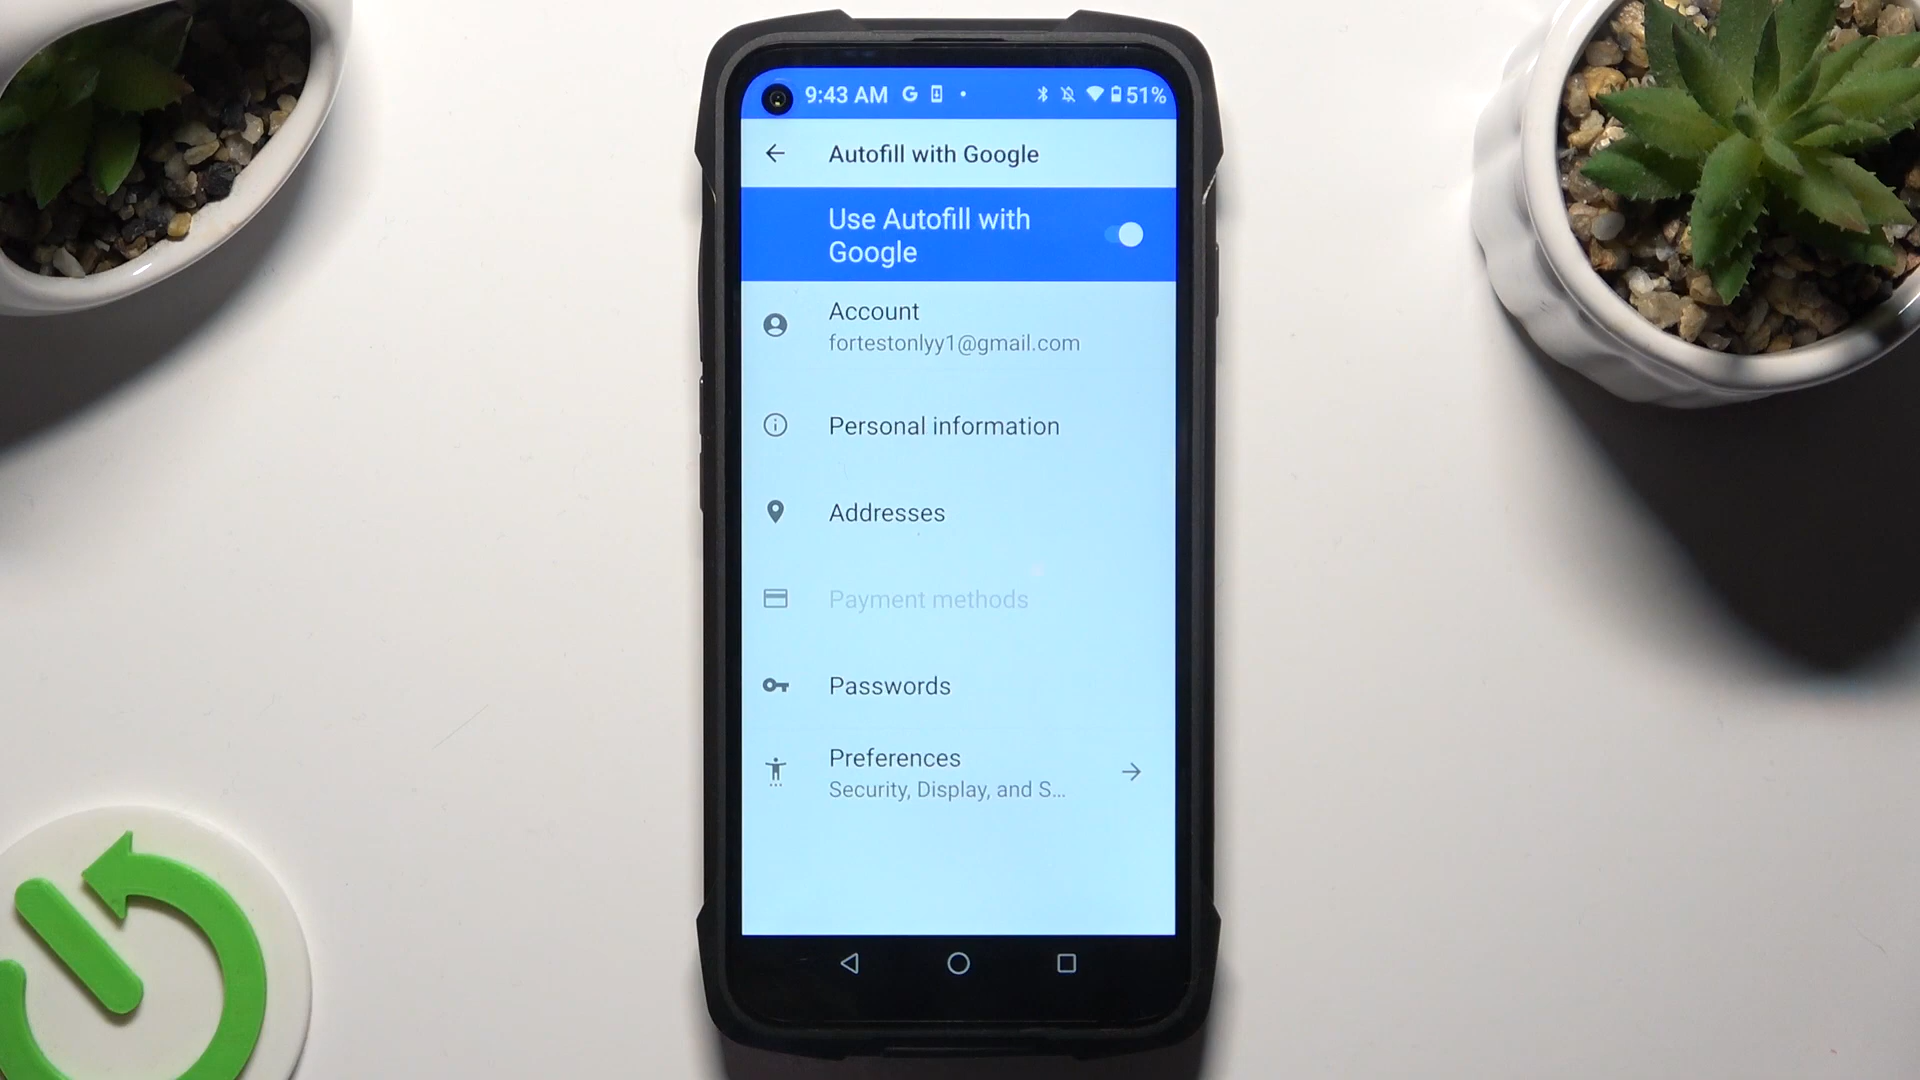 9:43 AM G 51%
Autofill with Google
Use Autofill with
Google
Account
fortestonlyy1@gmail.com
Personal information
Addresses
Payment methods
Passwords
Preferences
Security, Display, and S...